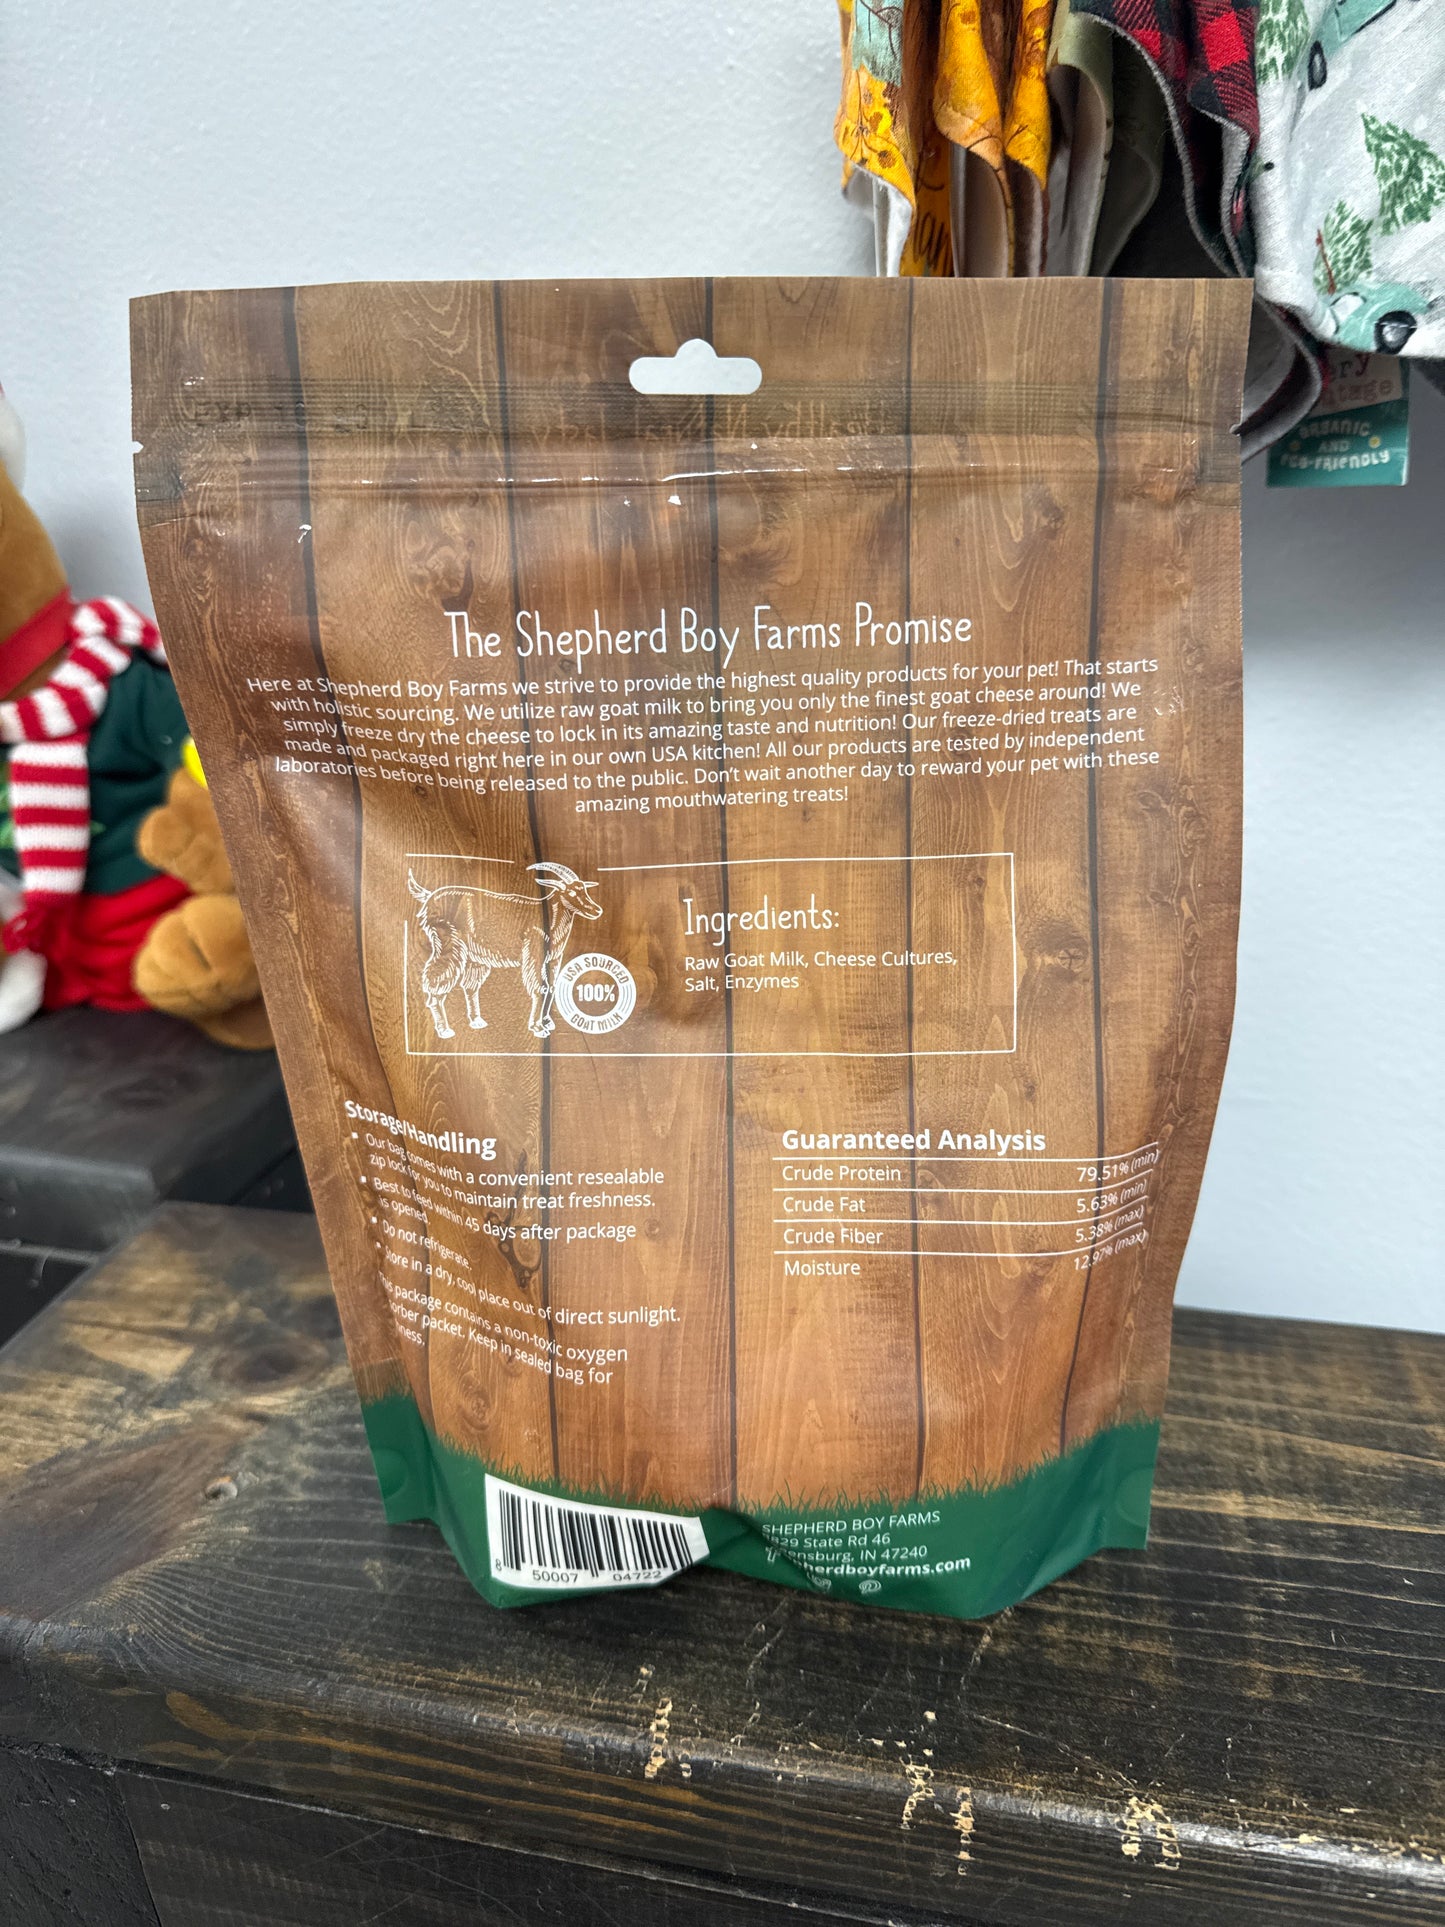 EXP
The Shepherd Boy Farms Promise
Here at Shepherd Boy Farms we strive to provide the highest quality products for your pet! That starts
with holistic sourcing. We utilize raw goat milk to bring you only the finest goat cheese around! We
simply freeze dry the cheese to lock in its amazing taste and nutrition! Our freeze-dried treats are
made and packaged right here in our own USA kitchen! All our products are tested by independent
laboratories before being released to the public. Don't wait another day to reward your pet with these
amazing mouthwatering treats!
USA SOURCED
100%
GOAT MILK
Ingredients:
Raw Goat Milk, Cheese Cultures,
Salt, Enzymes
Storage/Handling
▪ Our bag comes with a convenient resealable
zip lock for you to maintain treat freshness.
▪ Best to feed within 45 days after package
is opened.
▪ Do not refrigerate.
▪ Store in a dry, cool place out of direct sunlight.
This package contains a non-toxic oxygen
packet. Keep in sealed bag for
Guaranteed Analysis
Crude Protein 79.51% (min)
Crude Fat 5.63% (min)
Crude Fiber 5.38% (max)
Moisture 12.97% (max)
8 50007 04722
SHEPHERD BOY FARMS
State Rd 46
IN 47240
ORGANIC
AND
ECO-FRIENDLY